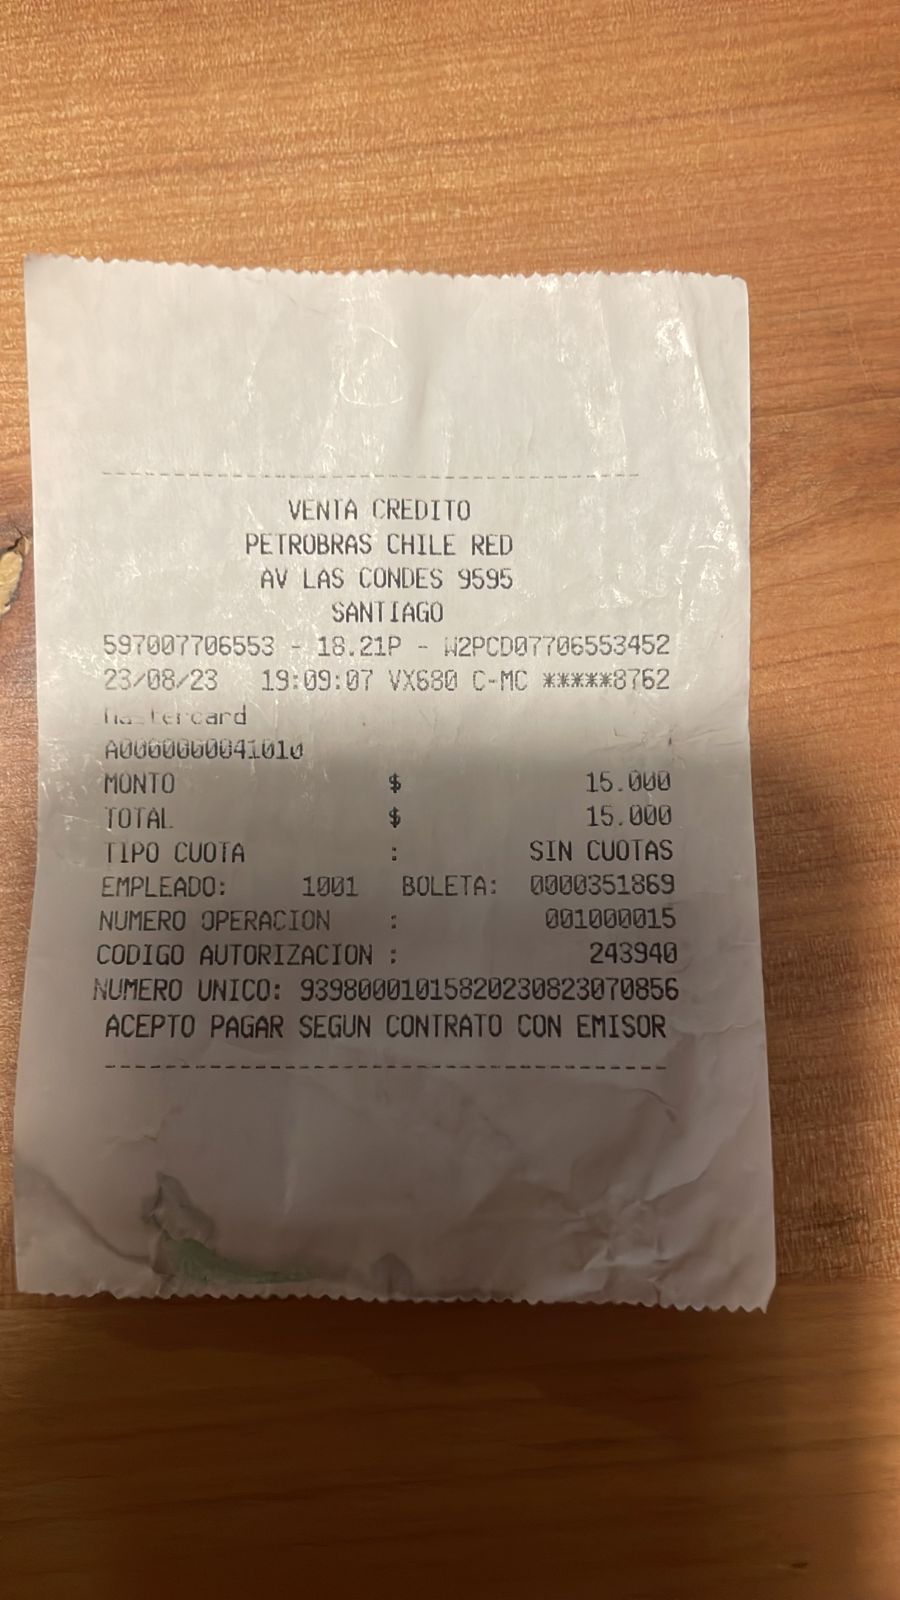 VENTA CREDITO
PETROBRAS CHILE RED
AV LAS CONDES 9595
SANTIAGO
597007706553 - 18.21P - W2PCD07706553452
23/08/23 19:09:07 VX680 C-MC *****8762
mastercard
A0000000041010
MONTO $ 15.000
TOTAL $ 15.000
TIPO CUOTA : SIN CUOTAS
EMPLEADO: 1001 BOLETA: 0000351869
NUMERO OPERACION : 001000015
CODIGO AUTORIZACION : 243940
NUMERO UNICO: 93980001015820230823070856
ACEPTO PAGAR SEGUN CONTRATO CON EMISOR